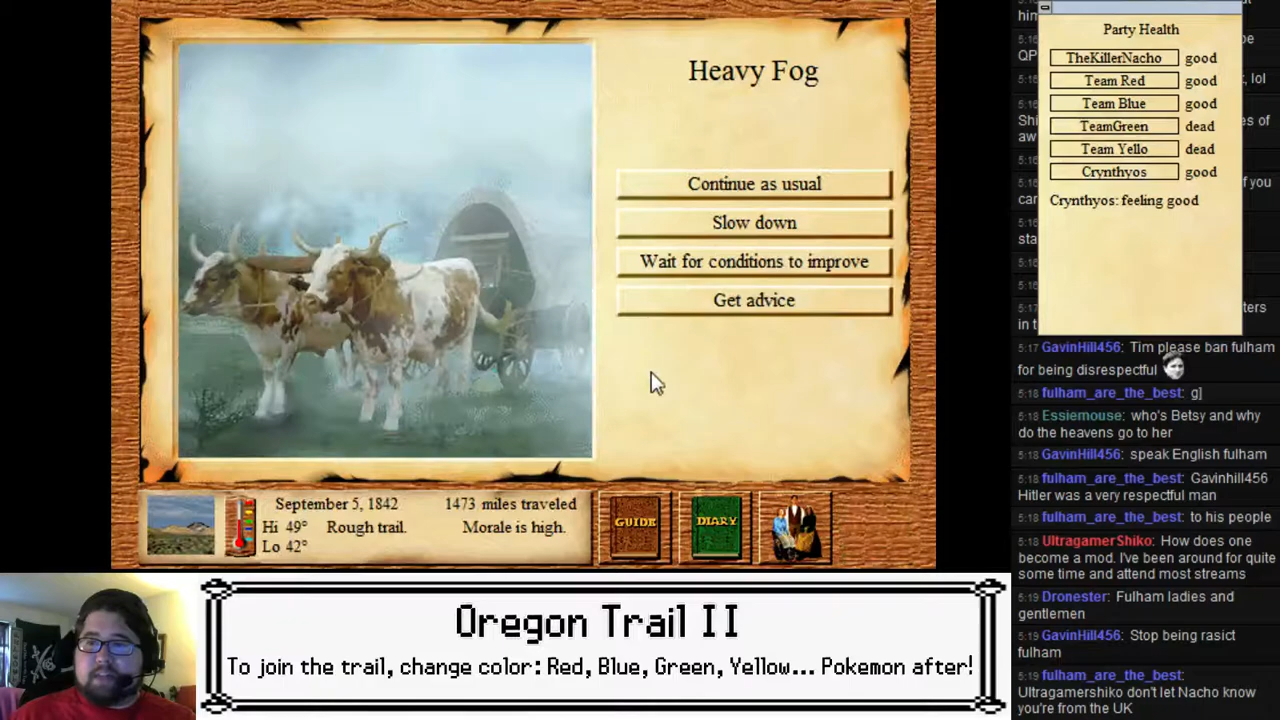 Heavy Fog
Continue as usual
Slow down
Wait for conditions to improve
Get advice
September 5, 1842
1473 miles traveled
Hi 49°
Rough trail.
Morale is high.
Lo 42°
GUIDE
DIARY
Oregon Trail II
To join the trail, change color: Red, Blue, Green, Yellow... Pokemon after!
Party Health
TheKillerNacho good
Team Red good
Team Blue good
TeamGreen dead
Team Yello dead
Crynthyos good
Crynthyos: feeling good
5:17 GavinHill456: Tim please ban fulham
for being disrespectful
5:18 fulham_are_the_best: g]
5:18 Essiemouse: who's Betsy and why
do the heavens go to her
5:18 GavinHill456: speak English fulham
5:18 fulham_are_the_best: Gavinhill456
Hitler was a very respectful man
5:18 fulham_are_the_best: to his people
5:18 UltragamerShiko: How does one
become a mod. I've been around for quite
some time and attend most streams
5:19 Dronester: Fulham ladies and
gentlemen
5:19 GavinHill456: Stop being rasict
fulham
5:19 fulham_are_the_best:
Ultragamershiko don't let Nacho know
you're from the UK